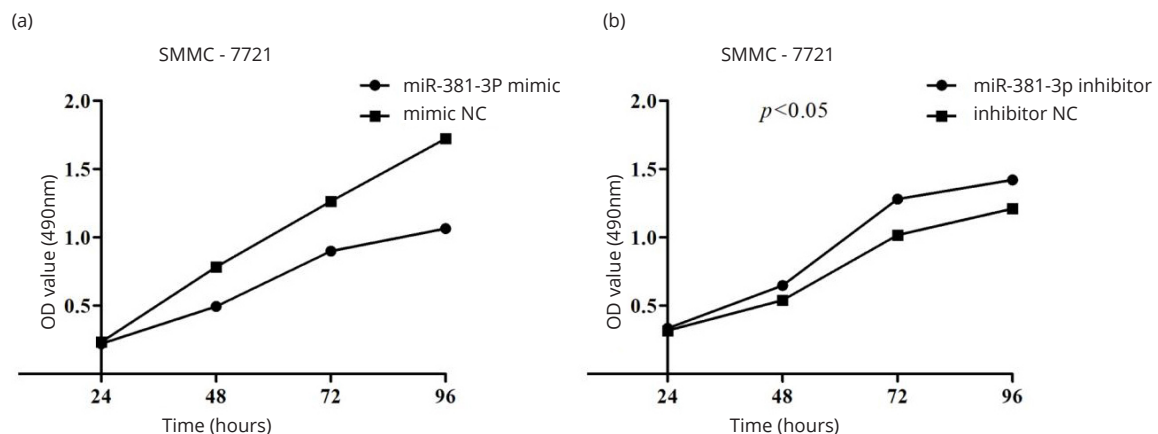 (a)
SMMC - 7721
miR-381-3P mimic
mimic NC
2.0
1.5
1.0
0.5
OD value (490nm)
24 48 72 96
Time (hours)
(b)
SMMC - 7721
miR-381-3p inhibitor
inhibitor NC
p<0.05
2.0
1.5
1.0
0.5
OD value (490nm)
24 48 72 96
Time (hours)